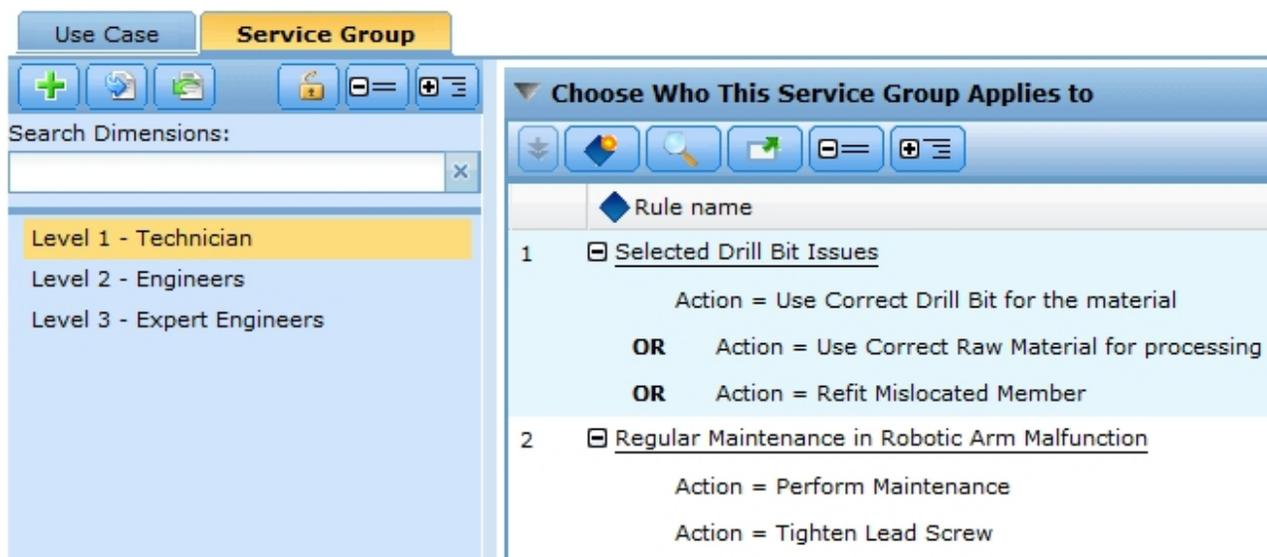 Use Case
Service Group
Search Dimensions:
Level 1 - Technician
Level 2 - Engineers
Level 3 - Expert Engineers
Choose Who This Service Group Applies to
Rule name
1 Selected Drill Bit Issues
Action = Use Correct Drill Bit for the material
OR Action = Use Correct Raw Material for processing
OR Action = Refit Mislocated Member
2 Regular Maintenance in Robotic Arm Malfunction
Action = Perform Maintenance
Action = Tighten Lead Screw